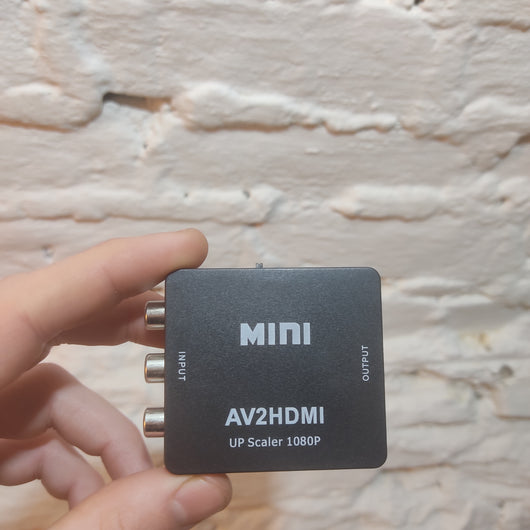 MINI
INPUT
OUTPUT
AV2HDMI
UP Scaler 1080P